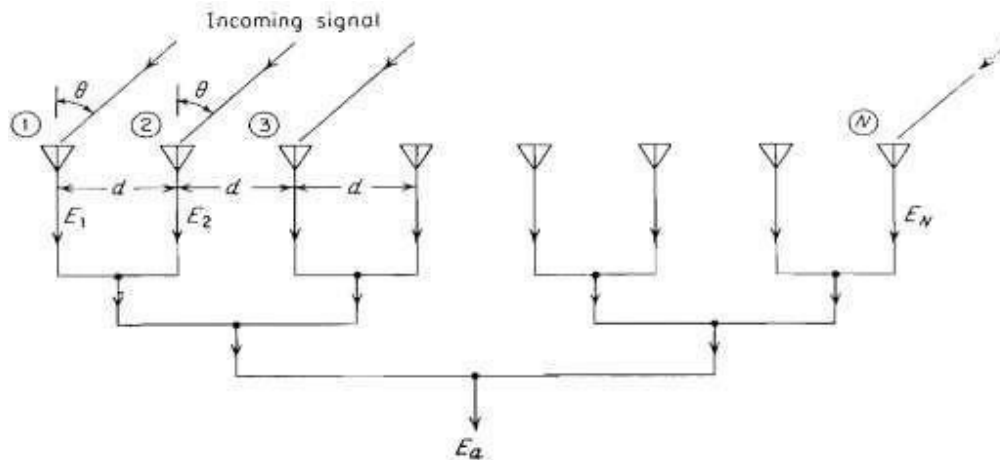 Incoming signal
θ θ
1 2 3 N
d d d
E1 E2 EN
Ea